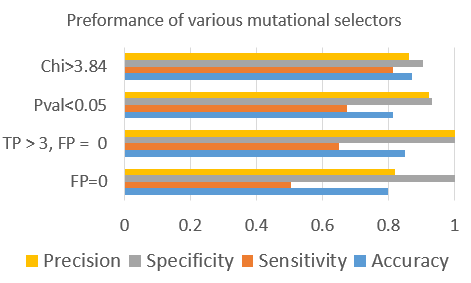 Preformance of various mutational selectors
Chi>3.84
Pval<0.05
TP > 3, FP =  0
FP=0
0 0.2 0.4 0.6 0.8 1
Precision Specificity Sensitivity Accuracy